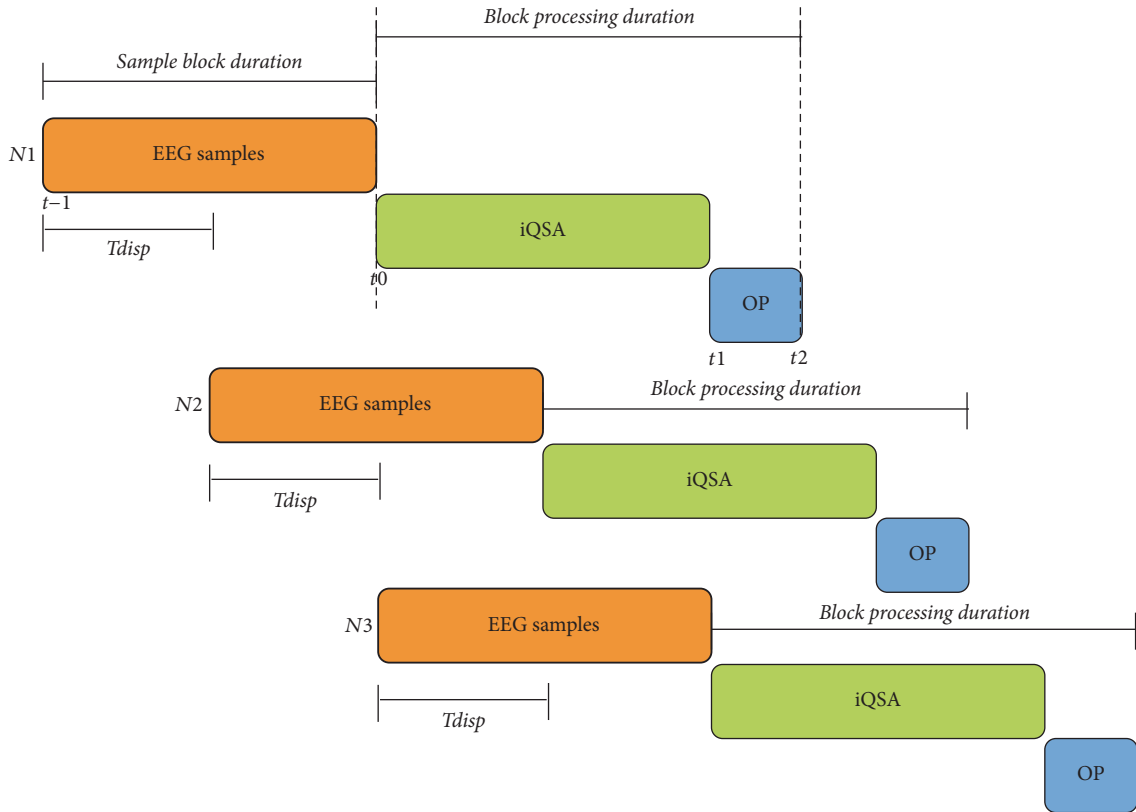 Block processing duration
Sample block duration
N1
EEG samples
t−1
Tdisp
iQSA
t0
OP
t1
t2
N2
EEG samples
Block processing duration
Tdisp
iQSA
OP
N3
EEG samples
Block processing duration
Tdisp
iQSA
OP